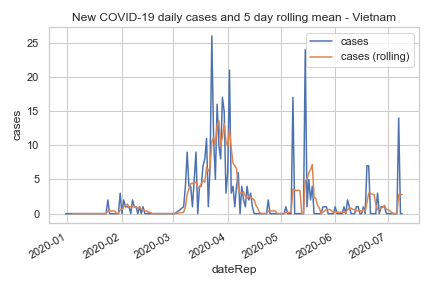 New COVID-19 daily cases and 5 day rolling mean - Vietnam
cases
cases (rolling)
25
20
15
10
5
0
cases
2020-01
2020-02
2020-03
2020-04
2020-05
2020-06
2020-07
dateRep